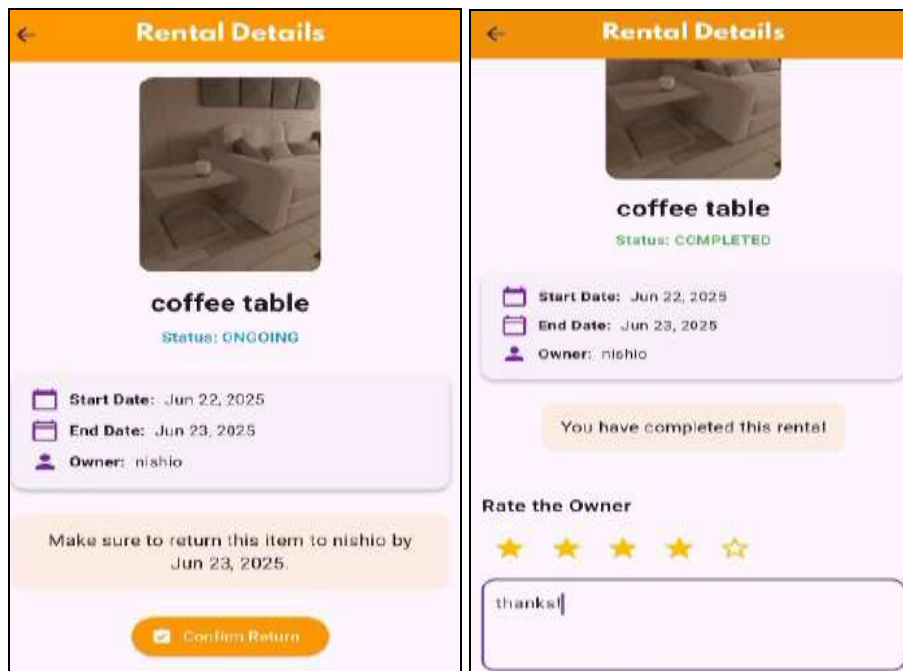 Rental Details
coffee table
Status: ONGOING
Start Date: Jun 22, 2025
End Date: Jun 23, 2025
Owner: nishio
Make sure to return this item to nishio by
Jun 23, 2025.
Confirm Return
Rental Details
coffee table
Status: COMPLETED
Start Date: Jun 22, 2025
End Date: Jun 23, 2025
Owner: nishio
You have completed this rental
Rate the Owner
thanks!